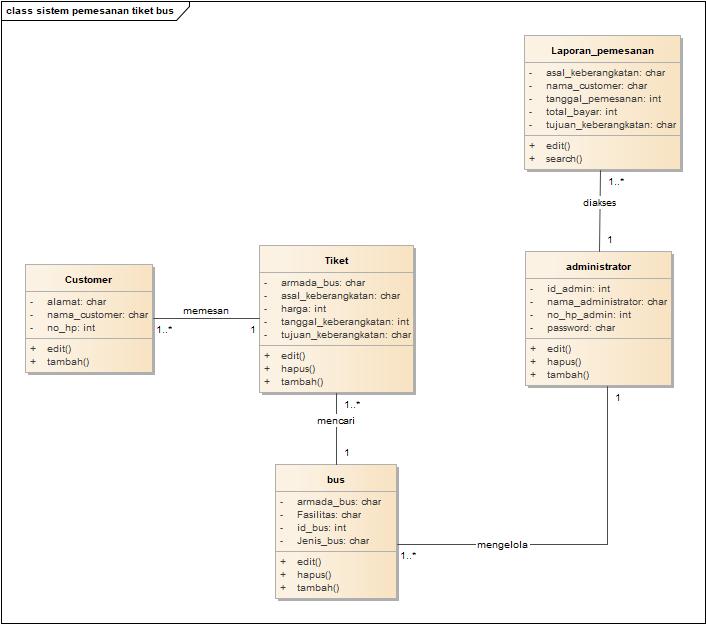 class sistem pemesanan tiket bus
Laporan_pemesanan
- asal_keberangkatan: char
- nama_customer: char
- tanggal_pemesanan: int
- total_bayar: int
- tujuan_keberangkatan: char
+ edit()
+ search()
1..*
diakses
1
administrator
- id_admin: int
- nama_administrator: char
- no_hp_admin: int
- password: char
+ edit()
+ hapus()
+ tambah()
1
Tiket
- armada_bus: char
- asal_keberangkatan: char
- harga: int
- tanggal_keberangkatan: int
- tujuan_keberangkatan: char
+ edit()
+ hapus()
+ tambah()
Customer
- alamat: char
- nama_customer: char
- no_hp: int
+ edit()
+ tambah()
memesan
1..*
1
1..*
mencari
1
bus
- armada_bus: char
- Fasilitas: char
- id_bus: int
- Jenis_bus: char
+ edit()
+ hapus()
+ tambah()
mengelola
1..*